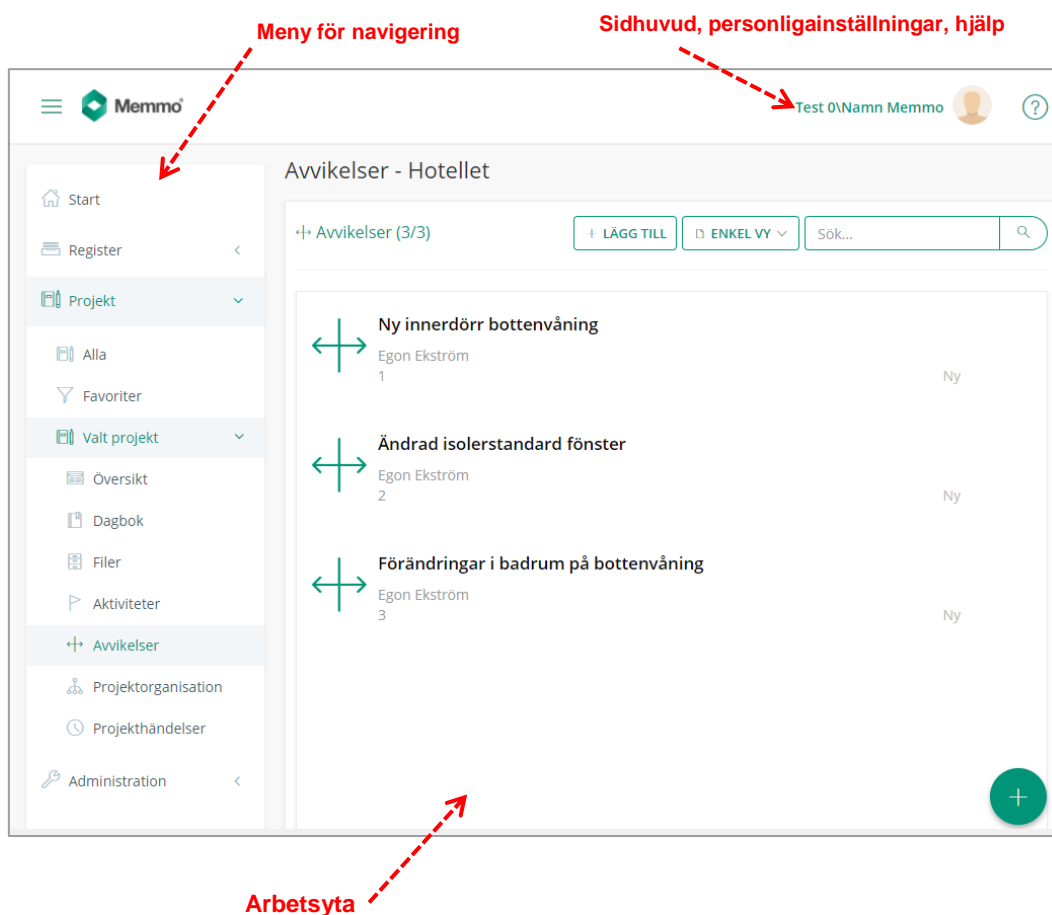 Meny för navigering
Sidhuvud, personligainställningar, hjälp
Memmo
Test 0\Namn Memmo
?
Avvikelser - Hotellet
Start
Register
Projekt
Alla
Favoriter
Valt projekt
Översikt
Dagbok
Filer
Aktiviteter
Avvikelser
Projektorganisation
Projekthändelser
Administration
Avvikelser (3/3)
+ LÄGG TILL
ENKEL VY
Sök...
Ny innerdörr bottenvåning
Egon Ekström
1
Ny
Ändrad isolerstandard fönster
Egon Ekström
2
Ny
Förändringar i badrum på bottenvåning
Egon Ekström
3
Ny
+
Arbetsyta